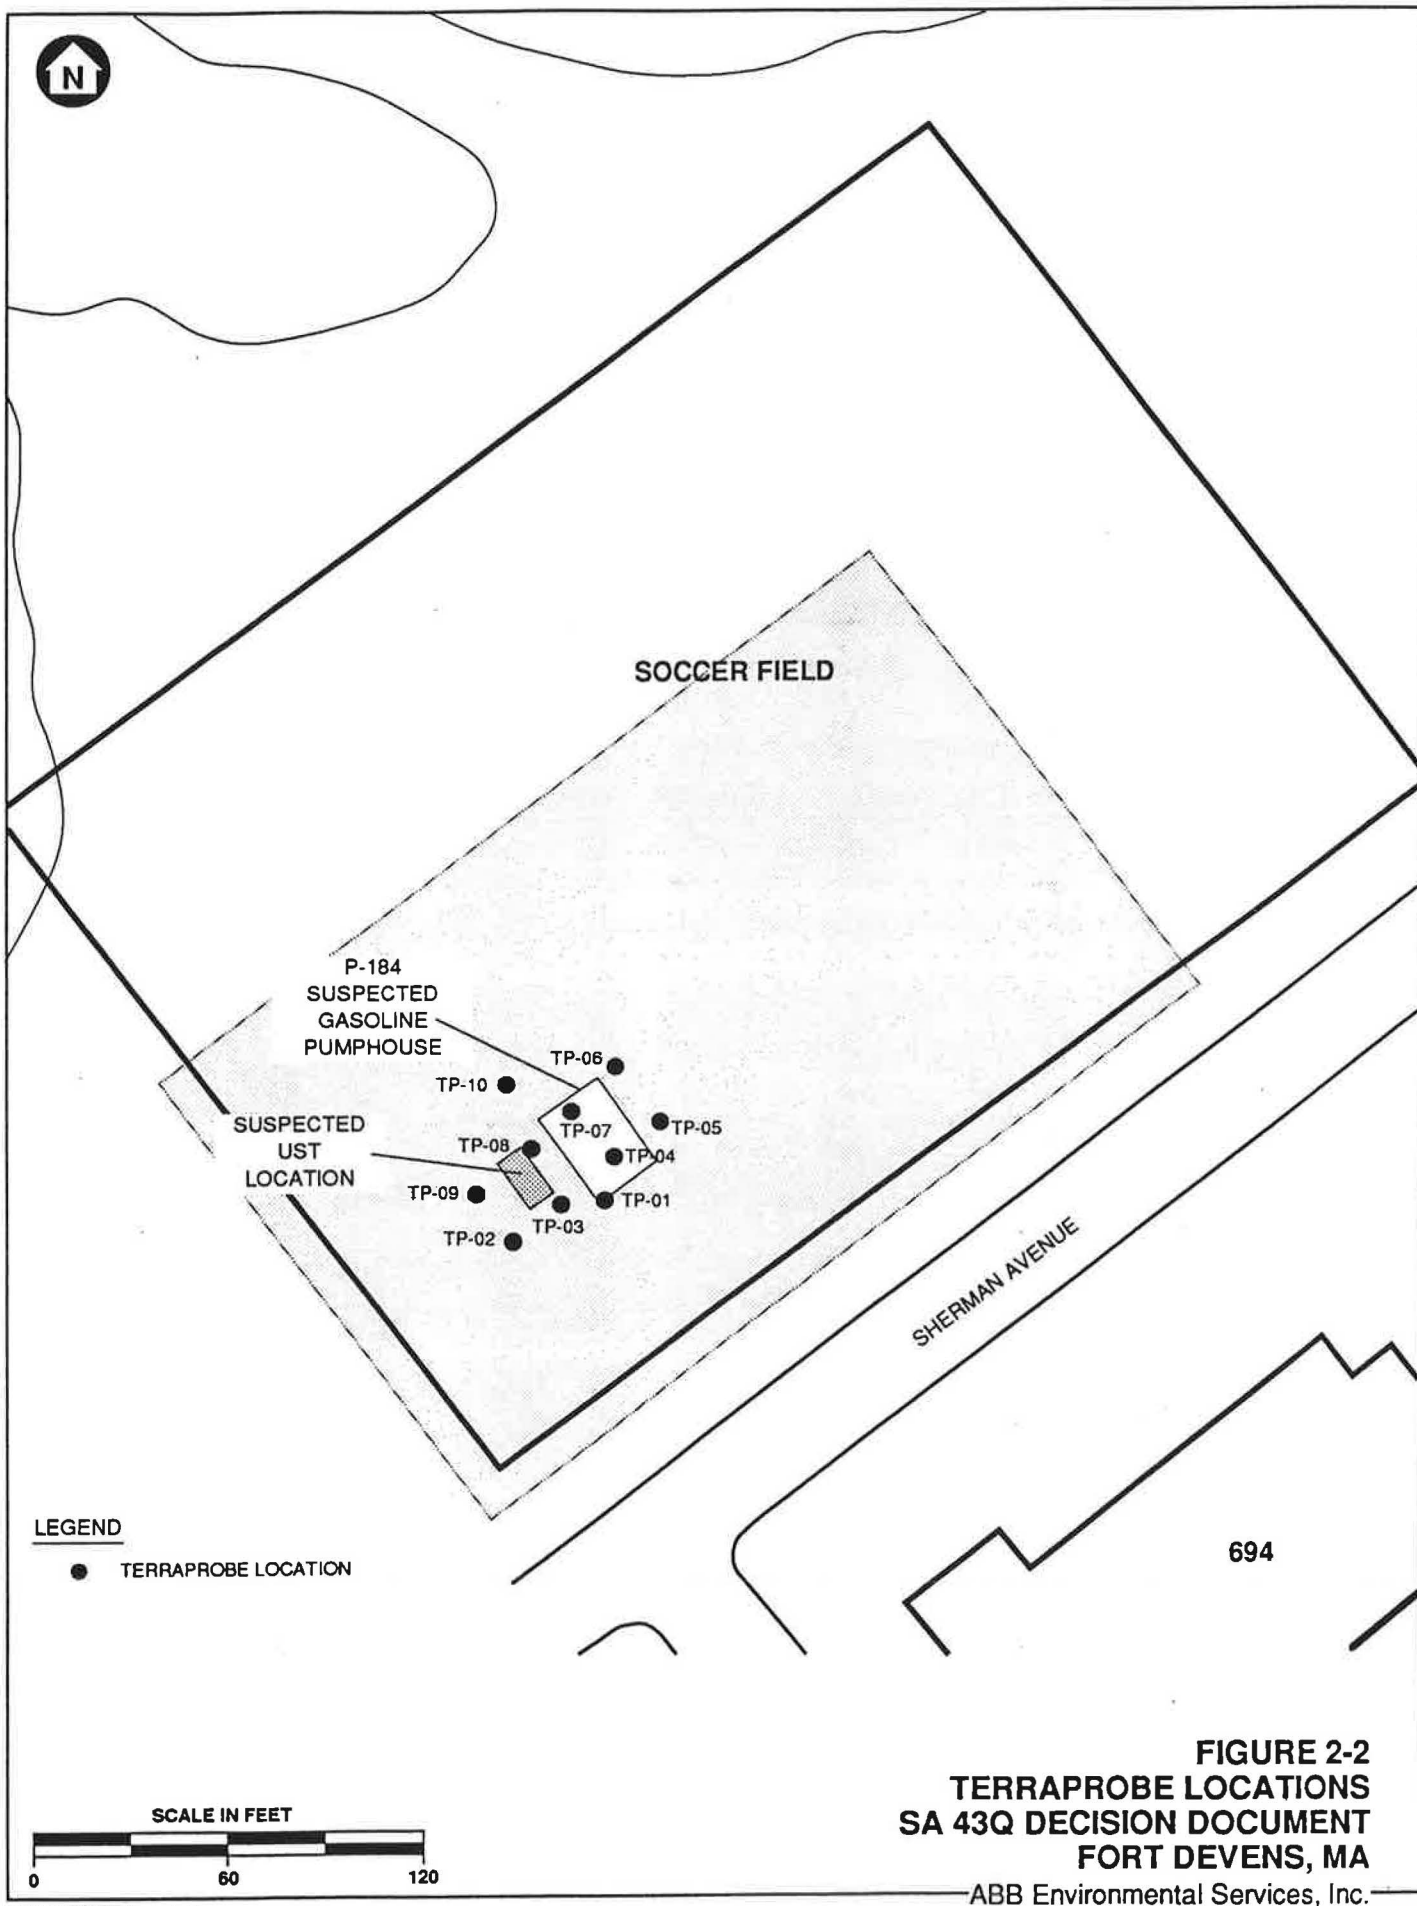 N
SOCCER FIELD
P-184
SUSPECTED
GASOLINE
PUMPHOUSE
TP-06
TP-10
TP-07
TP-05
SUSPECTED
UST
LOCATION
TP-08
TP-04
TP-09
TP-01
TP-03
TP-02
SHERMAN AVENUE
LEGEND
TERRAPROBE LOCATION
694
SCALE IN FEET
0 60 120
FIGURE 2-2
TERRAPROBE LOCATIONS
SA 43Q DECISION DOCUMENT
FORT DEVENS, MA
ABB Environmental Services, Inc.